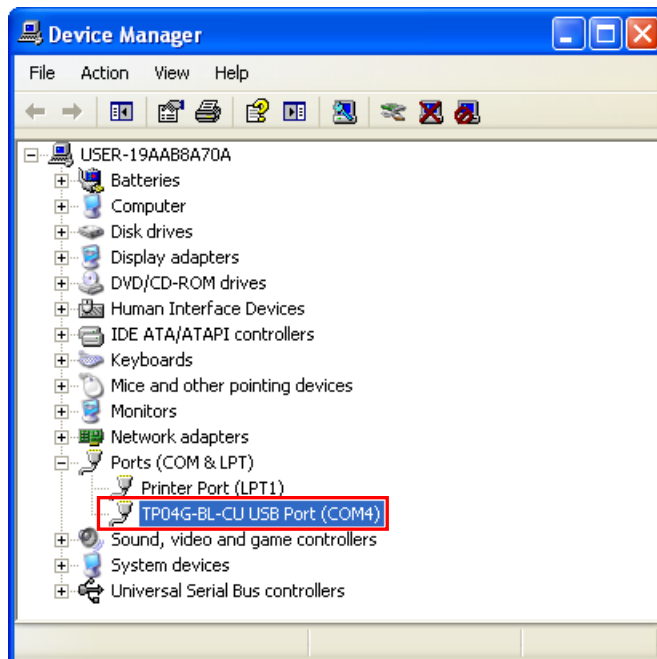 Device Manager
File Action View Help
USER-19AAB8A70A
Batteries
Computer
Disk drives
Display adapters
DVD/CD-ROM drives
Human Interface Devices
IDE ATA/ATAPI controllers
Keyboards
Mice and other pointing devices
Monitors
Network adapters
Ports (COM & LPT)
Printer Port (LPT1)
TP04G-BL-CU USB Port (COM4)
Sound, video and game controllers
System devices
Universal Serial Bus controllers